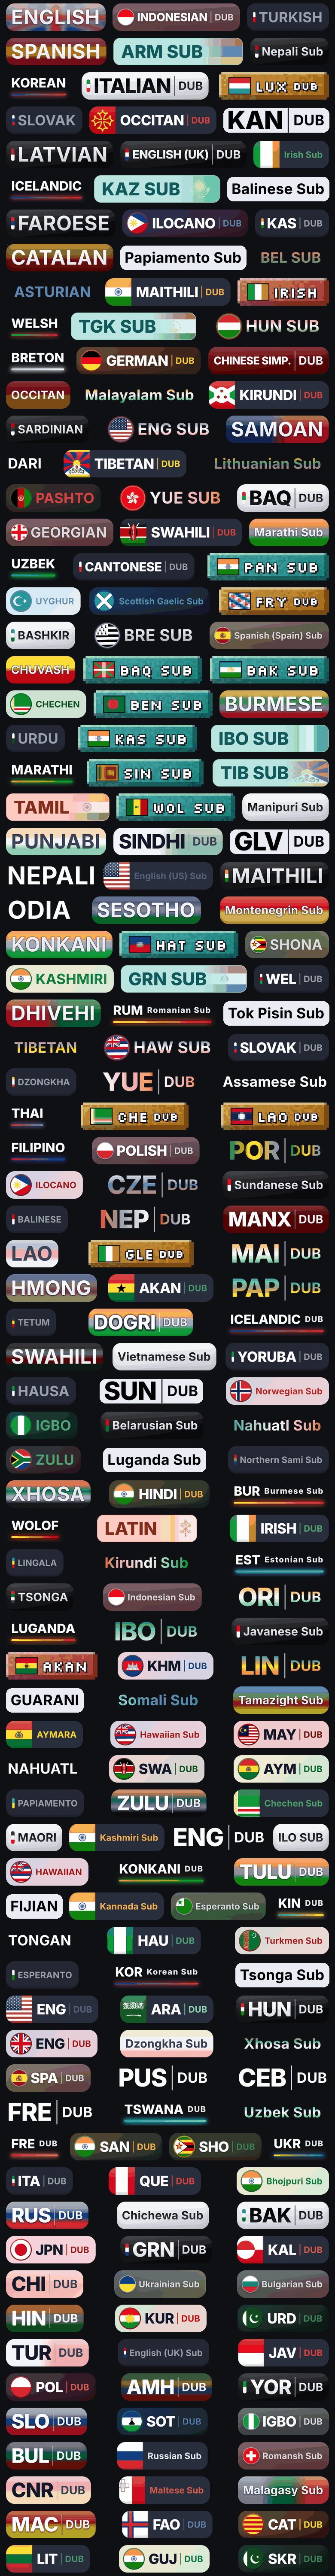 ENGLISH INDONESIAN DUB TURKISH
SPANISH ARM SUB Nepali Sub
KOREAN ITALIAN DUB LUX DUB
SLOVAK OCCITAN DUB KAN DUB
LATVIAN ENGLISH (UK) DUB Irish Sub
ICELANDIC KAZ SUB Balinese Sub
FAROESE ILOCANO DUB KAS DUB
CATALAN Papiamento Sub BEL SUB
ASTURIAN MAITHILI DUB IRISH
WELSH TGK SUB HUN SUB
BRETON GERMAN DUB CHINESE SIMP. DUB
OCCITAN Malayalam Sub KIRUNDI DUB
SARDINIAN ENG SUB SAMOAN
DARI TIBETAN DUB Lithuanian Sub
PASHTO YUE SUB BAQ DUB
GEORGIAN SWAHILI DUB Marathi Sub
UZBEK CANTONESE DUB PAN SUB
UYGHUR Scottish Gaelic Sub FRY DUB
BASHKIR BRE SUB Spanish (Spain) Sub
CHUVASH BAQ SUB BAK SUB
CHECHEN BEN SUB BURMESE
URDU KAS SUB IBO SUB
MARATHI SIN SUB TIB SUB
TAMIL WOL SUB Manipuri Sub
PUNJABI SINDHI DUB GLV DUB
NEPALI English (US) Sub MAITHILI
ODIA SESOTHO Montenegrin Sub
KONKANI HAT SUB SHONA
KASHMIRI GRN SUB WEL DUB
DHIVEHI RUM Romanian Sub Tok Pisin Sub
TIBETAN HAW SUB SLOVAK DUB
DZONGKHA YUE DUB Assamese Sub
THAI CHE DUB LAO DUB
FILIPINO POLISH DUB POR DUB
ILOCANO CZE DUB Sundanese Sub
BALINESE NEP DUB MANX DUB
LAO GLE DUB MAI DUB
HMONG AKAN DUB PAP DUB
TETUM DOGRI DUB ICELANDIC DUB
SWAHILI Vietnamese Sub YORUBA DUB
HAUSA SUN DUB Norwegian Sub
IGBO Belarusian Sub Nahuatl Sub
ZULU Luganda Sub Northern Sami Sub
XHOSA HINDI DUB BUR Burmese Sub
WOLOF LATIN IRISH DUB
LINGALA Kirundi Sub EST Estonian Sub
TSONGA Indonesian Sub ORI DUB
LUGANDA IBO DUB Javanese Sub
AKAN KHM DUB LIN DUB
GUARANI Somali Sub Tamazight Sub
AYMARA Hawaiian Sub MAY DUB
NAHUATL SWA DUB AYM DUB
PAPIAMENTO ZULU DUB Chechen Sub
MAORI Kashmiri Sub ENG DUB ILO SUB
HAWAIIAN KONKANI DUB TULU DUB
FIJIAN Kannada Sub Esperanto Sub KIN DUB
TONGAN HAU DUB Turkmen Sub
ESPERANTO KOR Korean Sub Tsonga Sub
ENG DUB ARA DUB HUN DUB
ENG DUB Dzongkha Sub Xhosa Sub
SPA DUB PUS DUB CEB DUB
FRE DUB TSWANA DUB Uzbek Sub
FRE DUB SAN DUB SHO DUB UKR DUB
ITA DUB QUE DUB Bhojpuri Sub
RUS DUB Chichewa Sub BAK DUB
JPN DUB GRN DUB KAL DUB
CHI DUB Ukrainian Sub Bulgarian Sub
HIN DUB KUR DUB URD DUB
TUR DUB English (UK) Sub JAV DUB
POL DUB AMH DUB YOR DUB
SLO DUB SOT DUB IGBO DUB
BUL DUB Russian Sub Romansh Sub
CNR DUB Maltese Sub Malagasy Sub
MAC DUB FAO DUB CAT DUB
LIT DUB GUJ DUB SKR DUB